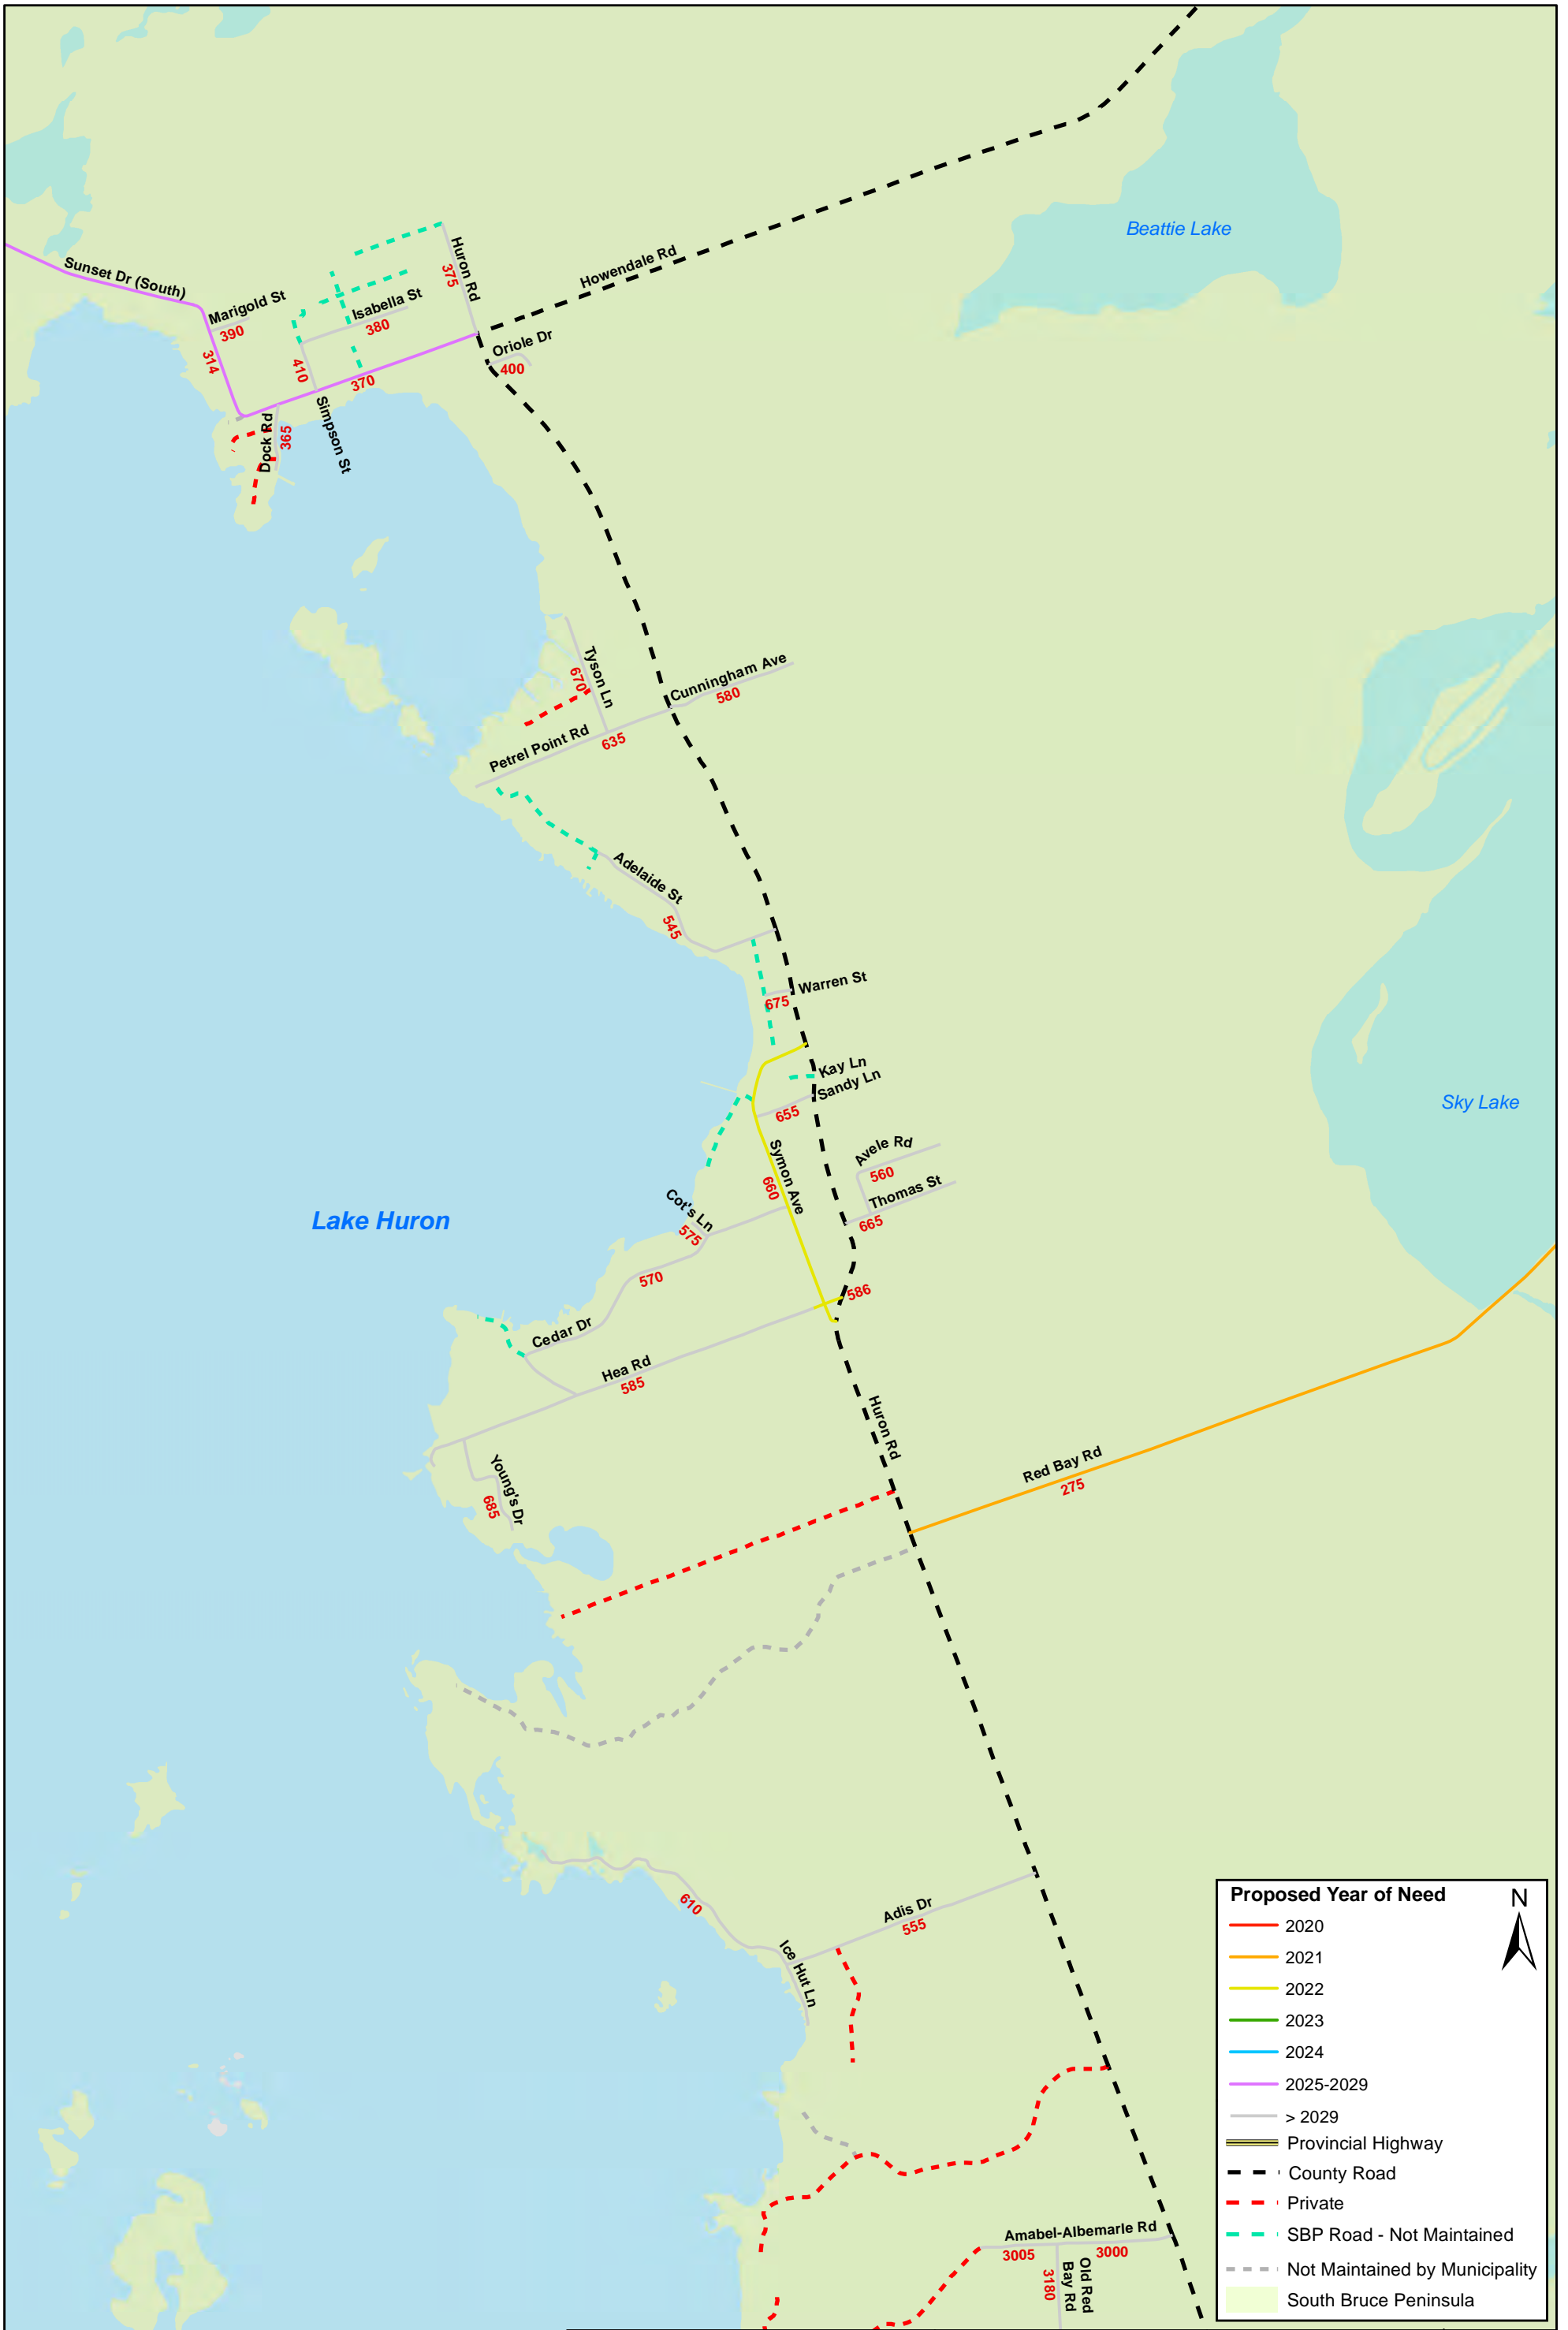 Beattie Lake
Howendale Rd
Huron Rd
375
Sunset Dr (South)
Marigold St
390
Isabella St
380
314
410
370
Oriole Dr
400
Dock Rd
365
Simpson St
Tyson Ln
670
Cunningham Ave
580
Petrel Point Rd
635
Adelaide St
545
Warren St
675
Kay Ln
Sandy Ln
655
Sky Lake
Symon Ave
660
Avele Rd
560
Thomas St
665
Lake Huron
Cot's Ln
575
570
586
Cedar Dr
Hea Rd
585
Huron Rd
Red Bay Rd
275
Young's Dr
685
610
Adis Dr
555
Ice Hut Ln
Amabel-Albemarle Rd
3005
3000
3180
Old Red
Bay Rd
Proposed Year of Need
N
2020
2021
2022
2023
2024
2025-2029
> 2029
Provincial Highway
County Road
Private
SBP Road - Not Maintained
Not Maintained by Municipality
South Bruce Peninsula